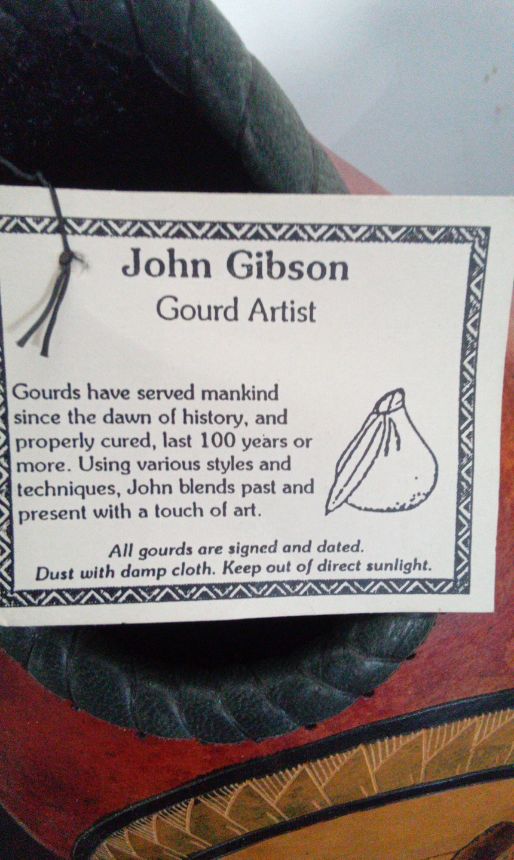 John Gibson
Gourd Artist
Gourds have served mankind
since the dawn of history, and
properly cured, last 100 years or
more. Using various styles and
techniques, John blends past and
present with a touch of art.
All gourds are signed and dated.
Dust with damp cloth. Keep out of direct sunlight.